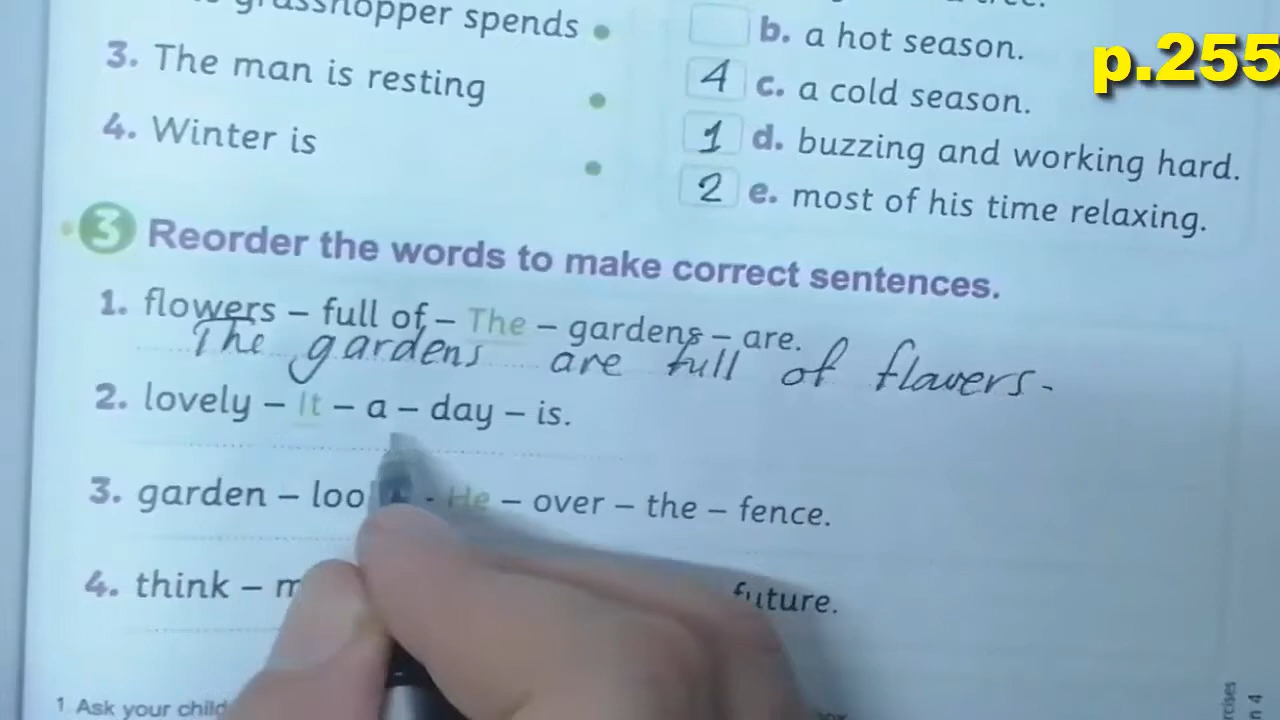 grasshopper spends
b. a hot season.
p.255
3. The man is resting
4 c. a cold season.
4. Winter is
1 d. buzzing and working hard.
2 e. most of his time relaxing.
3 Reorder the words to make correct sentences.
1. flowers – full of – The – gardens – are.
The gardens are full of flowers.
2. lovely – It – a – day – is.
3. garden – He – over – the – fence.
4. think – future.
1 Ask your child
n 4